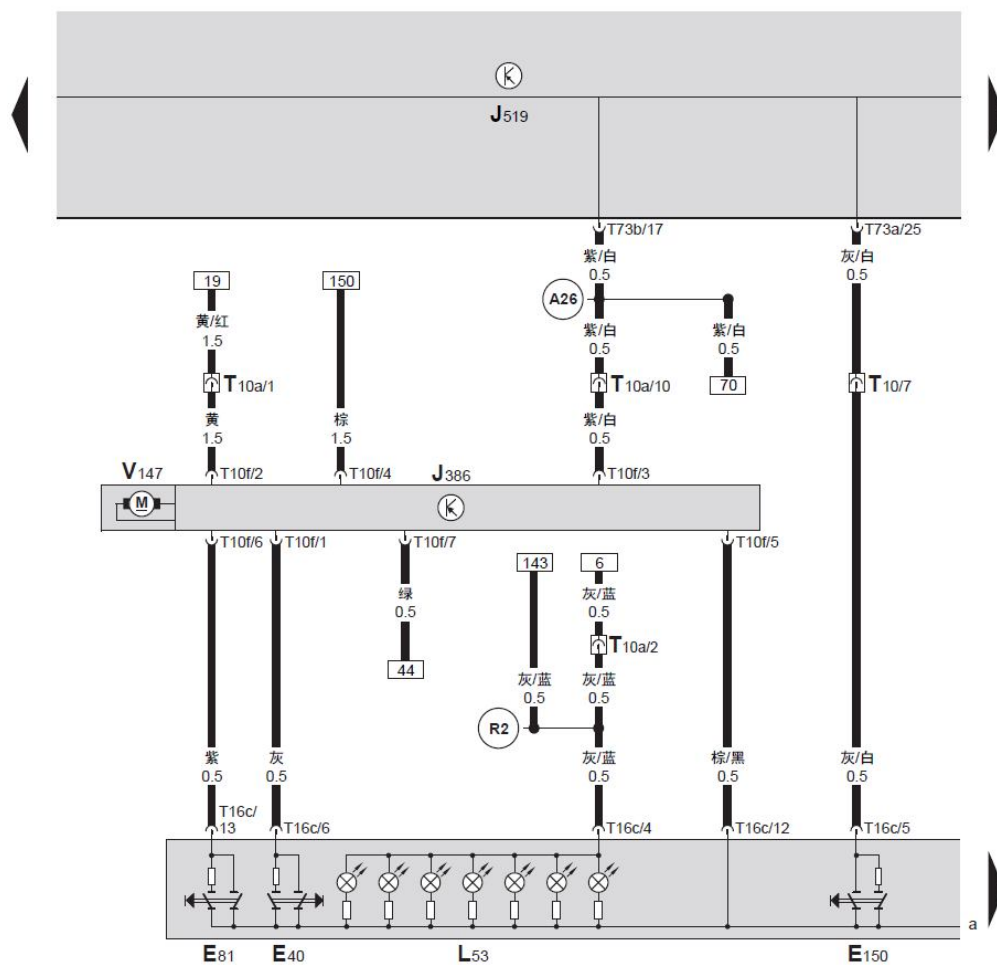 J519
T73b/17
T73a/25
紫/白
0.5
灰/白
0.5
19
150
A26
黄/红
1.5
紫/白
0.5
紫/白
0.5
T10a/1
T10a/10
70
T10/7
黄
1.5
棕
1.5
紫/白
0.5
V147
T10f/2
T10f/4
J386
T10f/3
M
T10f/6
T10f/1
T10f/7
T10f/5
143
6
绿
0.5
灰/蓝
0.5
T10a/2
44
灰/蓝
0.5
灰/蓝
0.5
R2
紫
0.5
灰
0.5
灰/蓝
0.5
棕/黑
0.5
灰/白
0.5
T16c/
13
T16c/6
T16c/4
T16c/12
T16c/5
a
E81
E40
L53
E150